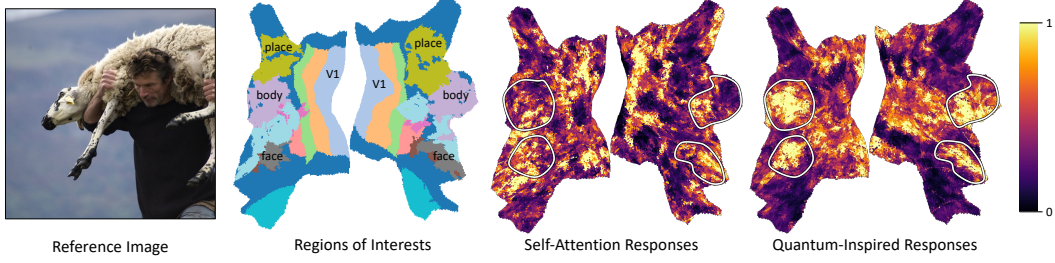 place
place
V1
V1
body
body
face
face
1
0
Reference Image
Regions of Interests
Self-Attention Responses
Quantum-Inspired Responses